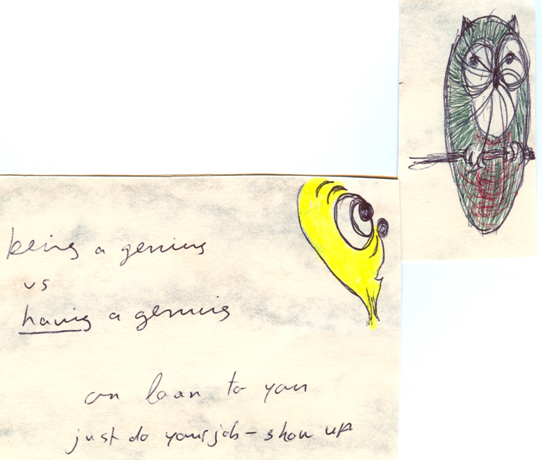 being a genius
vs
having a genius
on loan to you
just do your job – show up